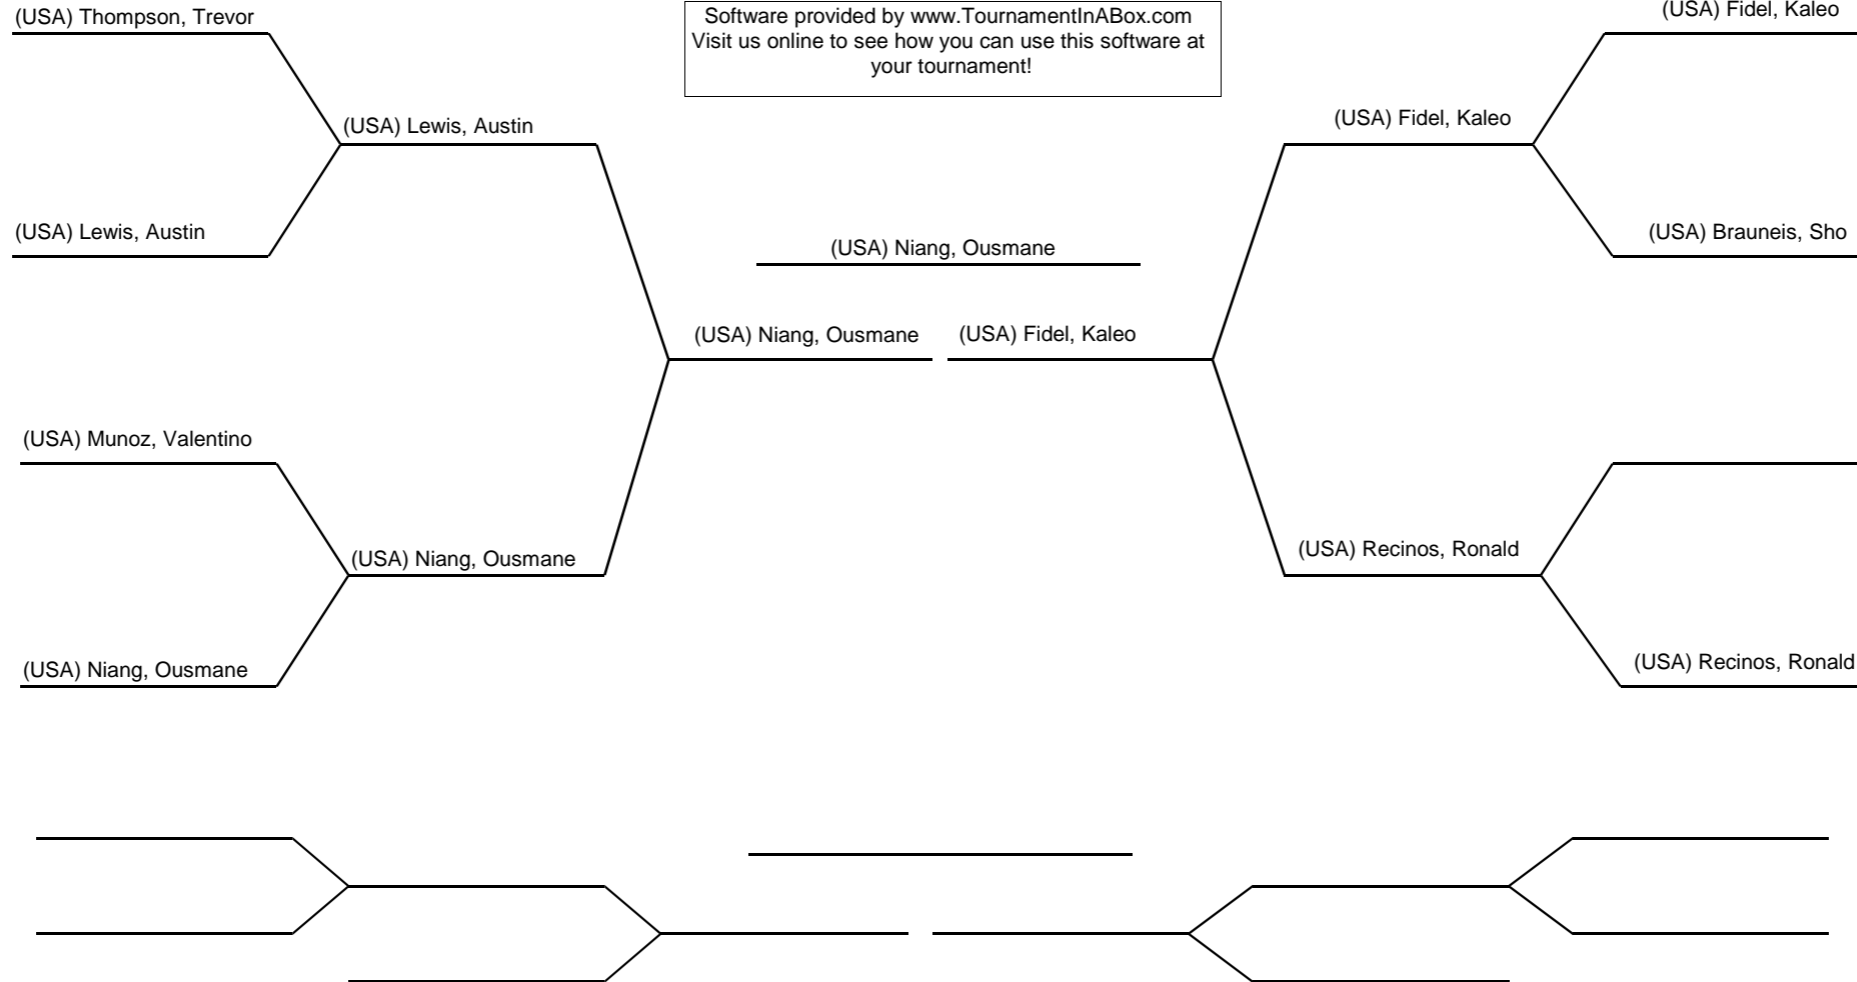 (USA) Thompson, Trevor
Software provided by www.TournamentInABox.com
Visit us online to see how you can use this software at
your tournament!
(USA) Fidel, Kaleo
(USA) Lewis, Austin
(USA) Fidel, Kaleo
(USA) Lewis, Austin
(USA) Niang, Ousmane
(USA) Brauneis, Sho
(USA) Niang, Ousmane
(USA) Fidel, Kaleo
(USA) Munoz, Valentino
(USA) Niang, Ousmane
(USA) Recinos, Ronald
(USA) Niang, Ousmane
(USA) Recinos, Ronald